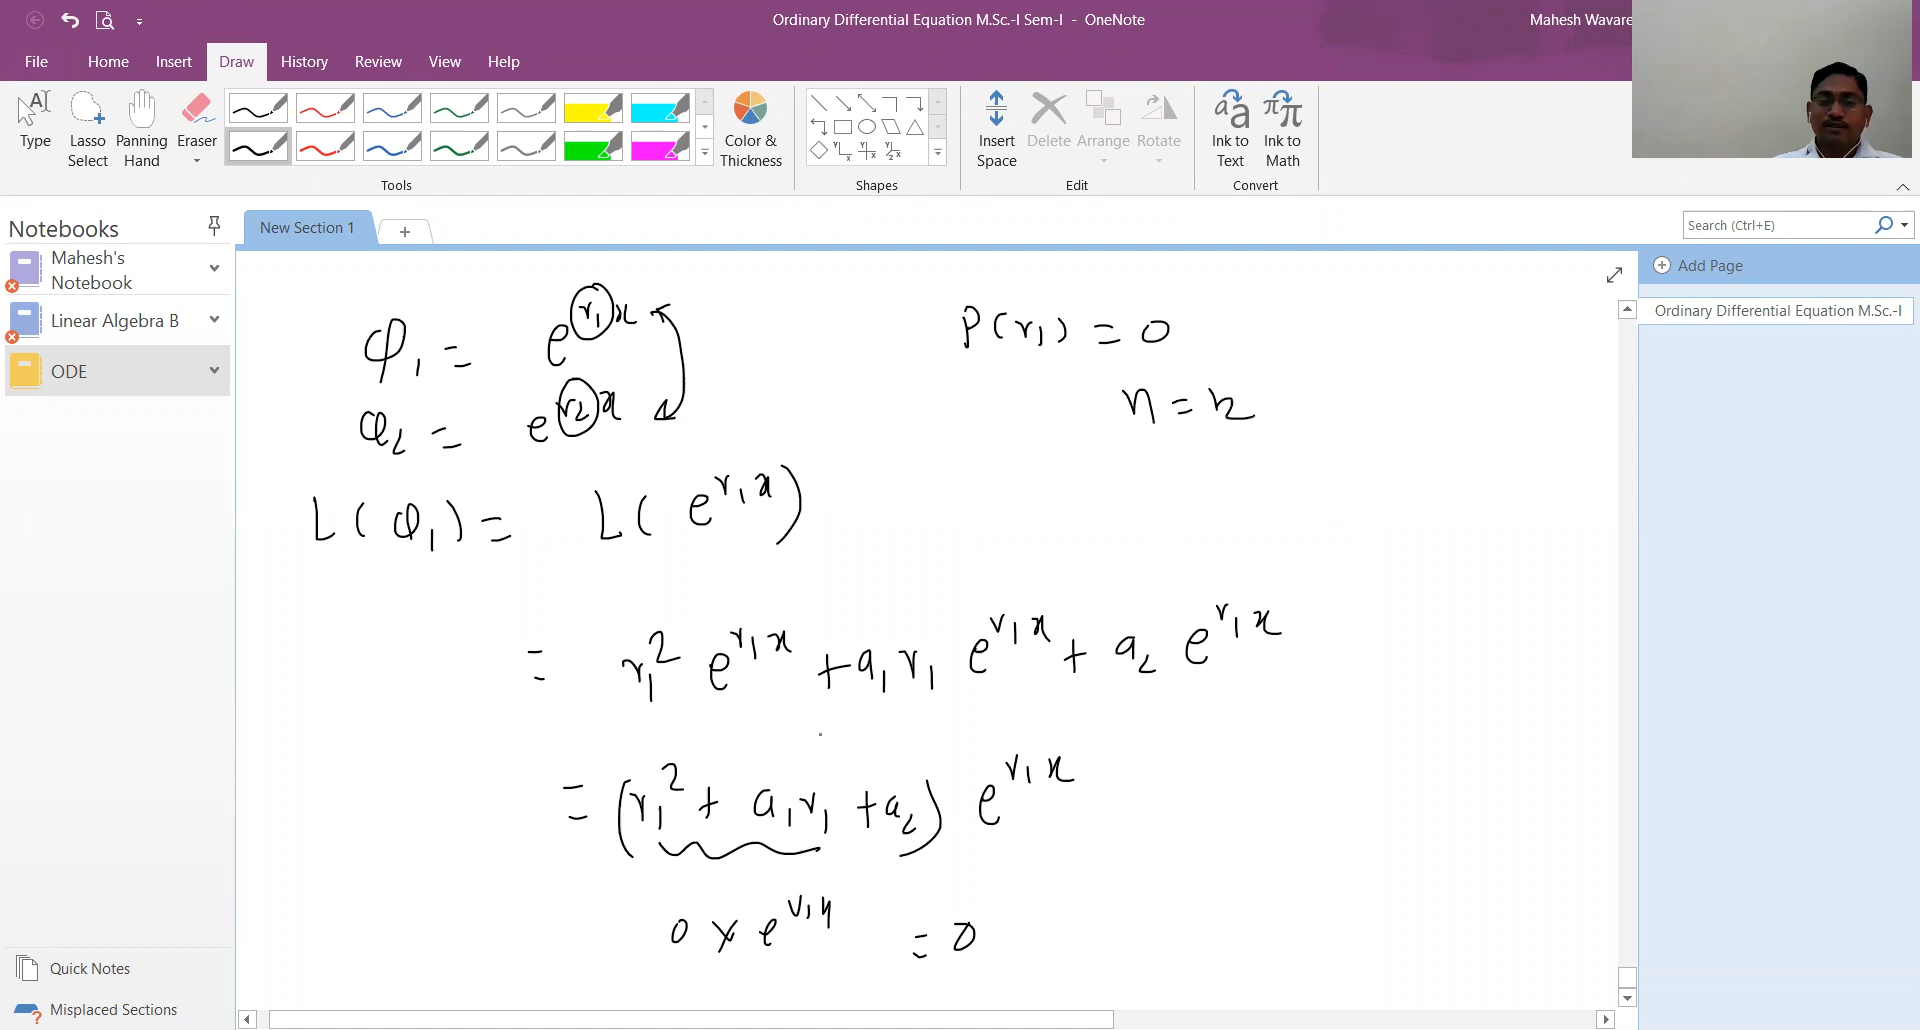 Ordinary Differential Equation M.Sc.-I Sem-I - OneNote
Mahesh Wavare
File Home Insert Draw History Review View Help
Type
Lasso Select
Panning Hand
Eraser
Color & Thickness
Insert Space
Delete
Arrange
Rotate
Ink to Text
Ink to Math
Tools
Shapes
Edit
Convert
Notebooks
New Section 1
+
Search (Ctrl+E)
Mahesh's Notebook
Linear Algebra B
ODE
Add Page
Ordinary Differential Equation M.Sc.-I
φ₁ = e^{r₁x}
P(r₁) = 0
φ₂ = e^{r₂x}
L(φ₁) = L(e^{r₁x})
= r₁² e^{r₁x} + a₁r₁ e^{r₁x} + a₂ e^{r₁x}
= (r₁² + a₁r₁ + a₂) e^{r₁x}
0 × e^{r₁x} = 0
Quick Notes
Misplaced Sections